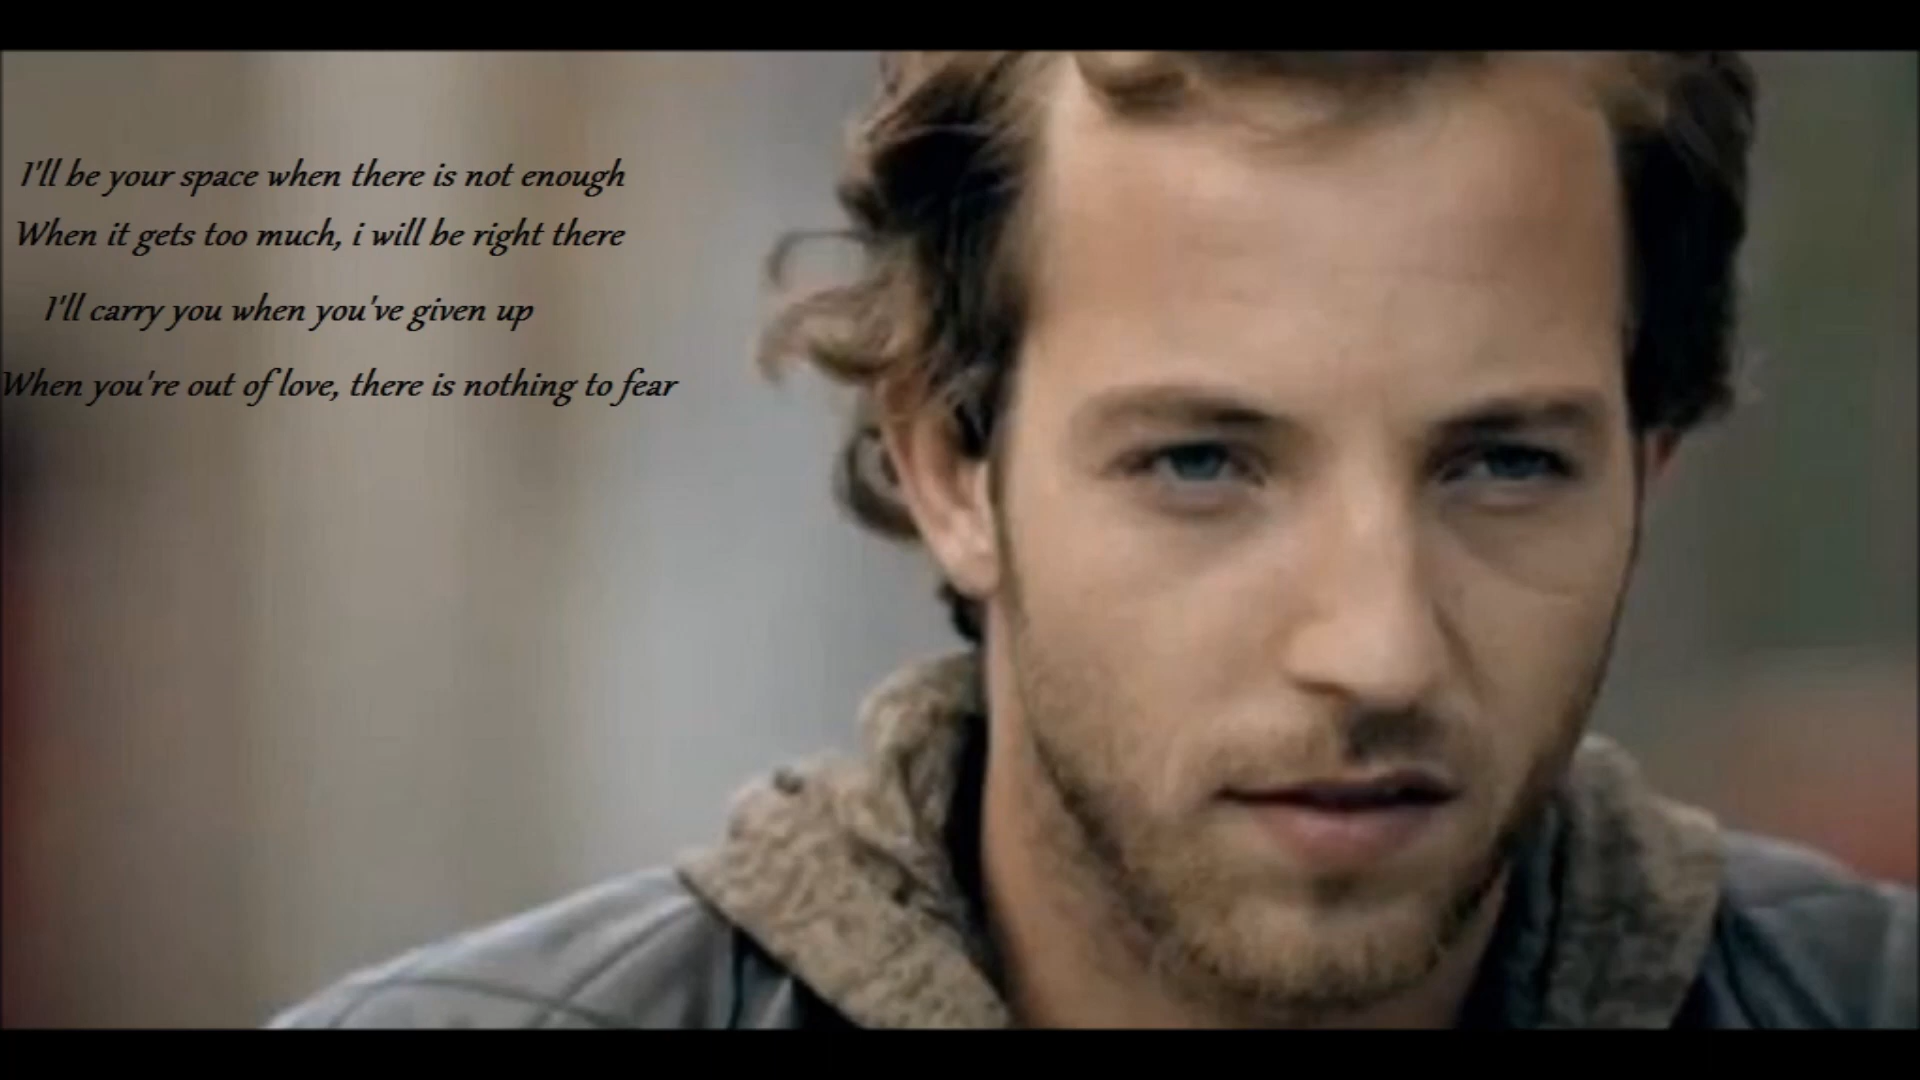 I'll be your space when there is not enough
When it gets too much, i will be right there
I'll carry you when you've given up
When you're out of love, there is nothing to fear